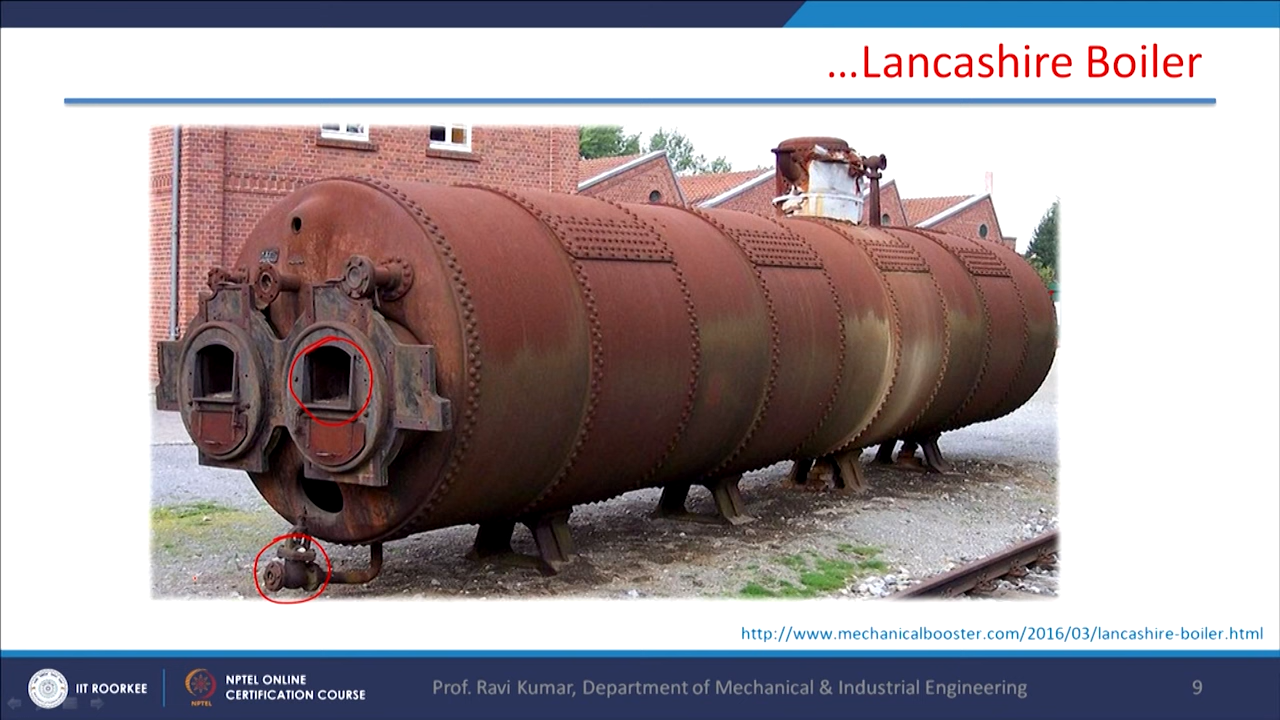 ...Lancashire Boiler
http://www.mechanicalbooster.com/2016/03/lancashire-boiler.html
IIT ROORKEE
NPTEL
NPTEL ONLINE
CERTIFICATION COURSE
Prof. Ravi Kumar, Department of Mechanical & Industrial Engineering
9